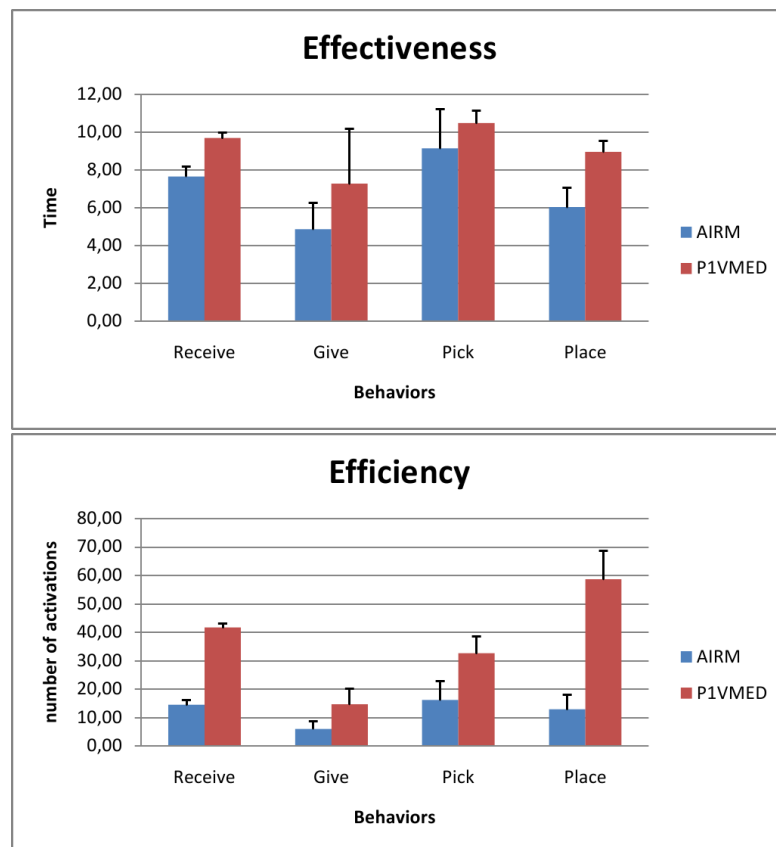 Effectiveness
12,00
10,00
8,00
6,00
4,00
2,00
0,00
Time
Receive Give Pick Place
Behaviors
AIRM
P1VMED
Efficiency
80,00
70,00
60,00
50,00
40,00
30,00
20,00
10,00
0,00
number of activations
Receive Give Pick Place
Behaviors
AIRM
P1VMED